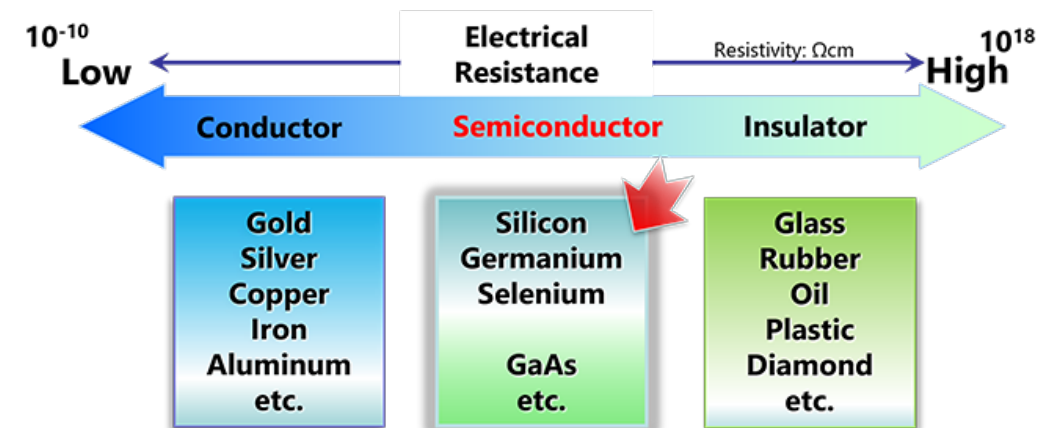 10⁻¹⁰
Low
Electrical
Resistance
Resistivity: Ωcm
10¹⁸
High
Conductor
Semiconductor
Insulator
Gold
Silver
Copper
Iron
Aluminum
etc.
Silicon
Germanium
Selenium
GaAs
etc.
Glass
Rubber
Oil
Plastic
Diamond
etc.